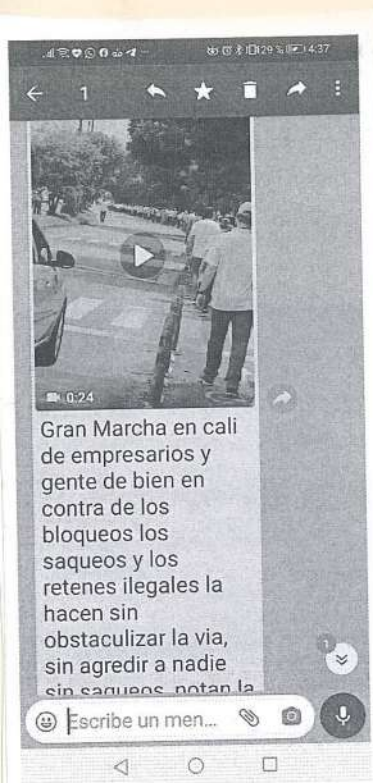 29 % 4:37
1
0:24
Gran Marcha en cali
de empresarios y
gente de bien en
contra de los
bloqueos los
saqueos y los
retenes ilegales la
hacen sin
obstaculizar la via,
sin agredir a nadie
sin saqueos, notan la
1
Escribe un men...